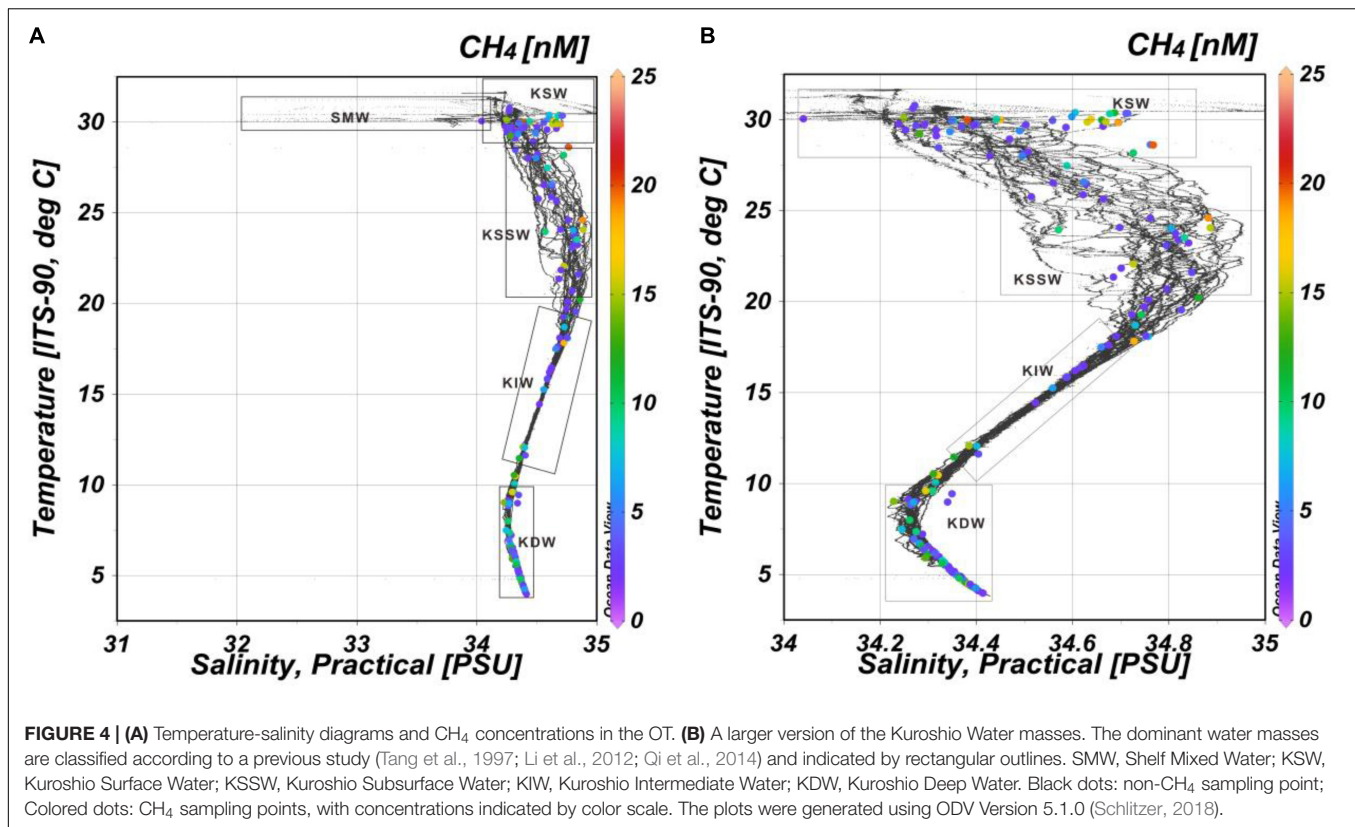 A
CH4 [nM]
B
CH4 [nM]
Temperature [ITS-90, deg C]
30
25
20
15
10
5
SMW
KSW
KSSW
KIW
KDW
31
32
33
34
35
Salinity, Practical [PSU]
25
20
15
10
5
0
Ocean Data View
Temperature [ITS-90, deg C]
30
25
20
15
10
5
KSW
KSSW
KIW
KDW
34
34.2
34.4
34.6
34.8
35
Salinity, Practical [PSU]
25
20
15
10
5
0
Ocean Data View
FIGURE 4 | (A) Temperature-salinity diagrams and CH4 concentrations in the OT. (B) A larger version of the Kuroshio Water masses. The dominant water masses
are classified according to a previous study (Tang et al., 1997; Li et al., 2012; Qi et al., 2014) and indicated by rectangular outlines. SMW, Shelf Mixed Water; KSW,
Kuroshio Surface Water; KSSW, Kuroshio Subsurface Water; KIW, Kuroshio Intermediate Water; KDW, Kuroshio Deep Water. Black dots: non-CH4 sampling point;
Colored dots: CH4 sampling points, with concentrations indicated by color scale. The plots were generated using ODV Version 5.1.0 (Schlitzer, 2018).